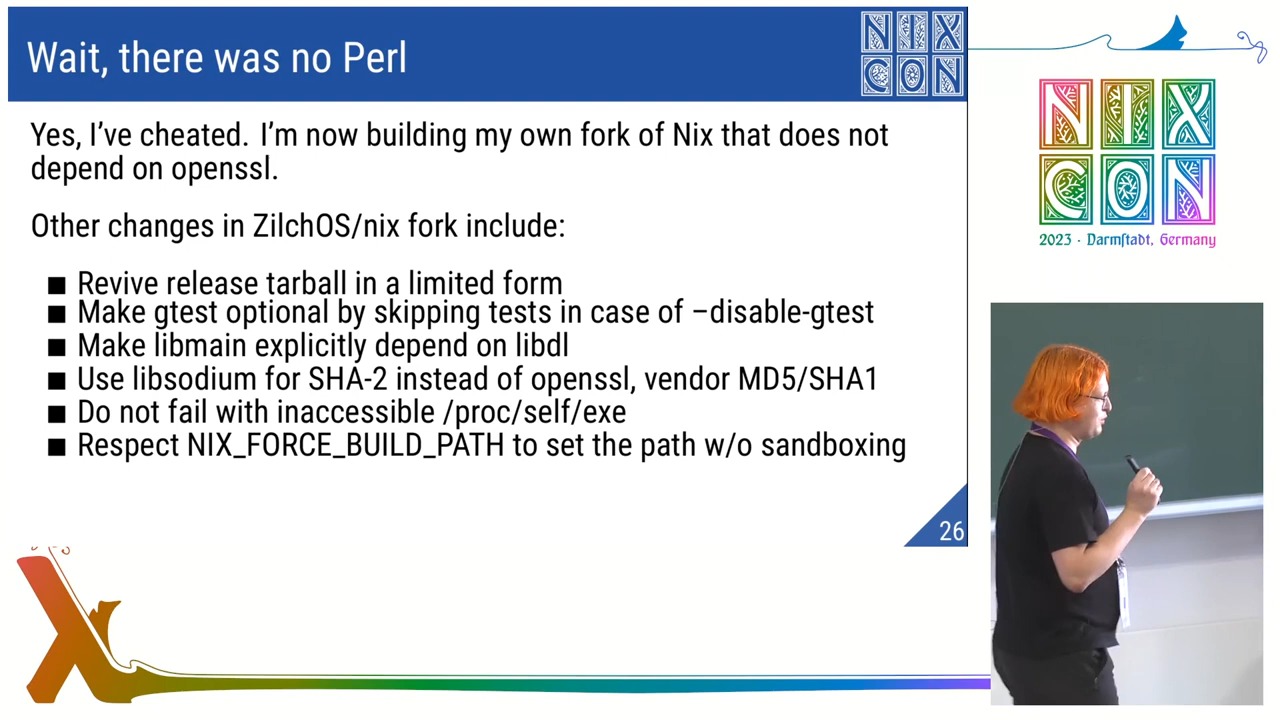 Wait, there was no Perl
NIX
CON
Yes, I've cheated. I'm now building my own fork of Nix that does not
depend on openssl.
Other changes in ZilchOS/nix fork include:
■ Revive release tarball in a limited form
■ Make gtest optional by skipping tests in case of –disable-gtest
■ Make libmain explicitly depend on libdl
■ Use libsodium for SHA-2 instead of openssl, vendor MD5/SHA1
■ Do not fail with inaccessible /proc/self/exe
■ Respect NIX_FORCE_BUILD_PATH to set the path w/o sandboxing
26
NIX
CON
2023 · Darmſtadt, Germany